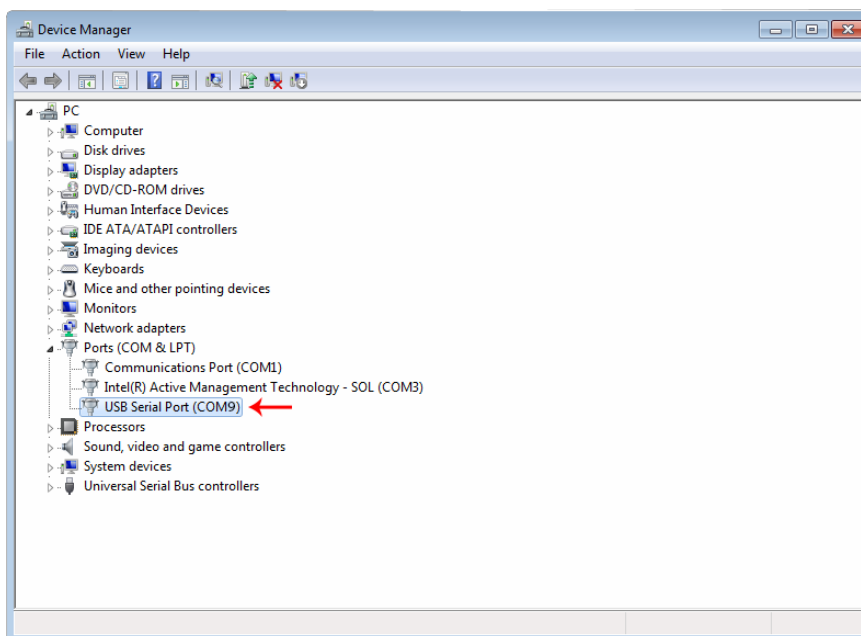 Device Manager
File Action View Help
PC
Computer
Disk drives
Display adapters
DVD/CD-ROM drives
Human Interface Devices
IDE ATA/ATAPI controllers
Imaging devices
Keyboards
Mice and other pointing devices
Monitors
Network adapters
Ports (COM & LPT)
Communications Port (COM1)
Intel(R) Active Management Technology - SOL (COM3)
USB Serial Port (COM9)
Processors
Sound, video and game controllers
System devices
Universal Serial Bus controllers